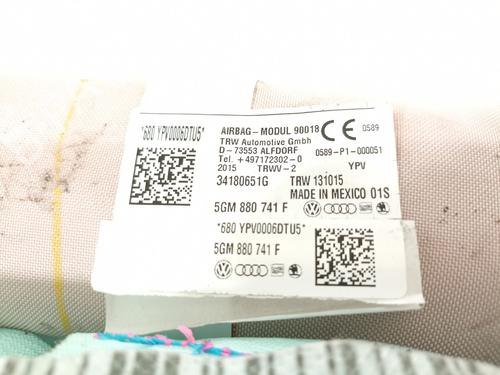 *680 YPV0006DTU5*
AIRBAG-MODUL 90018 CE 0589
TRW Automotive GmbH
D-73553 ALFDORF 0589-P1-000051
Tel. +497172302-0
2015 TRWV-2 YPV
34180651G TRW 131015
MADE IN MEXICO 01S
5GM 880 741 F
*680 YPV0006DTU5*
5GM 880 741 F